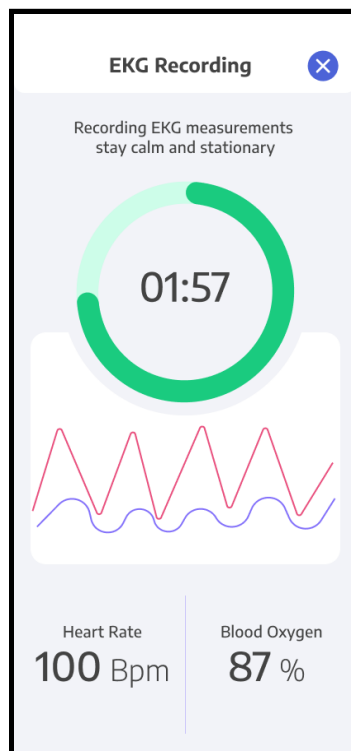 EKG Recording
Recording EKG measurements
stay calm and stationary
01:57
Heart Rate
100 Bpm
Blood Oxygen
87 %